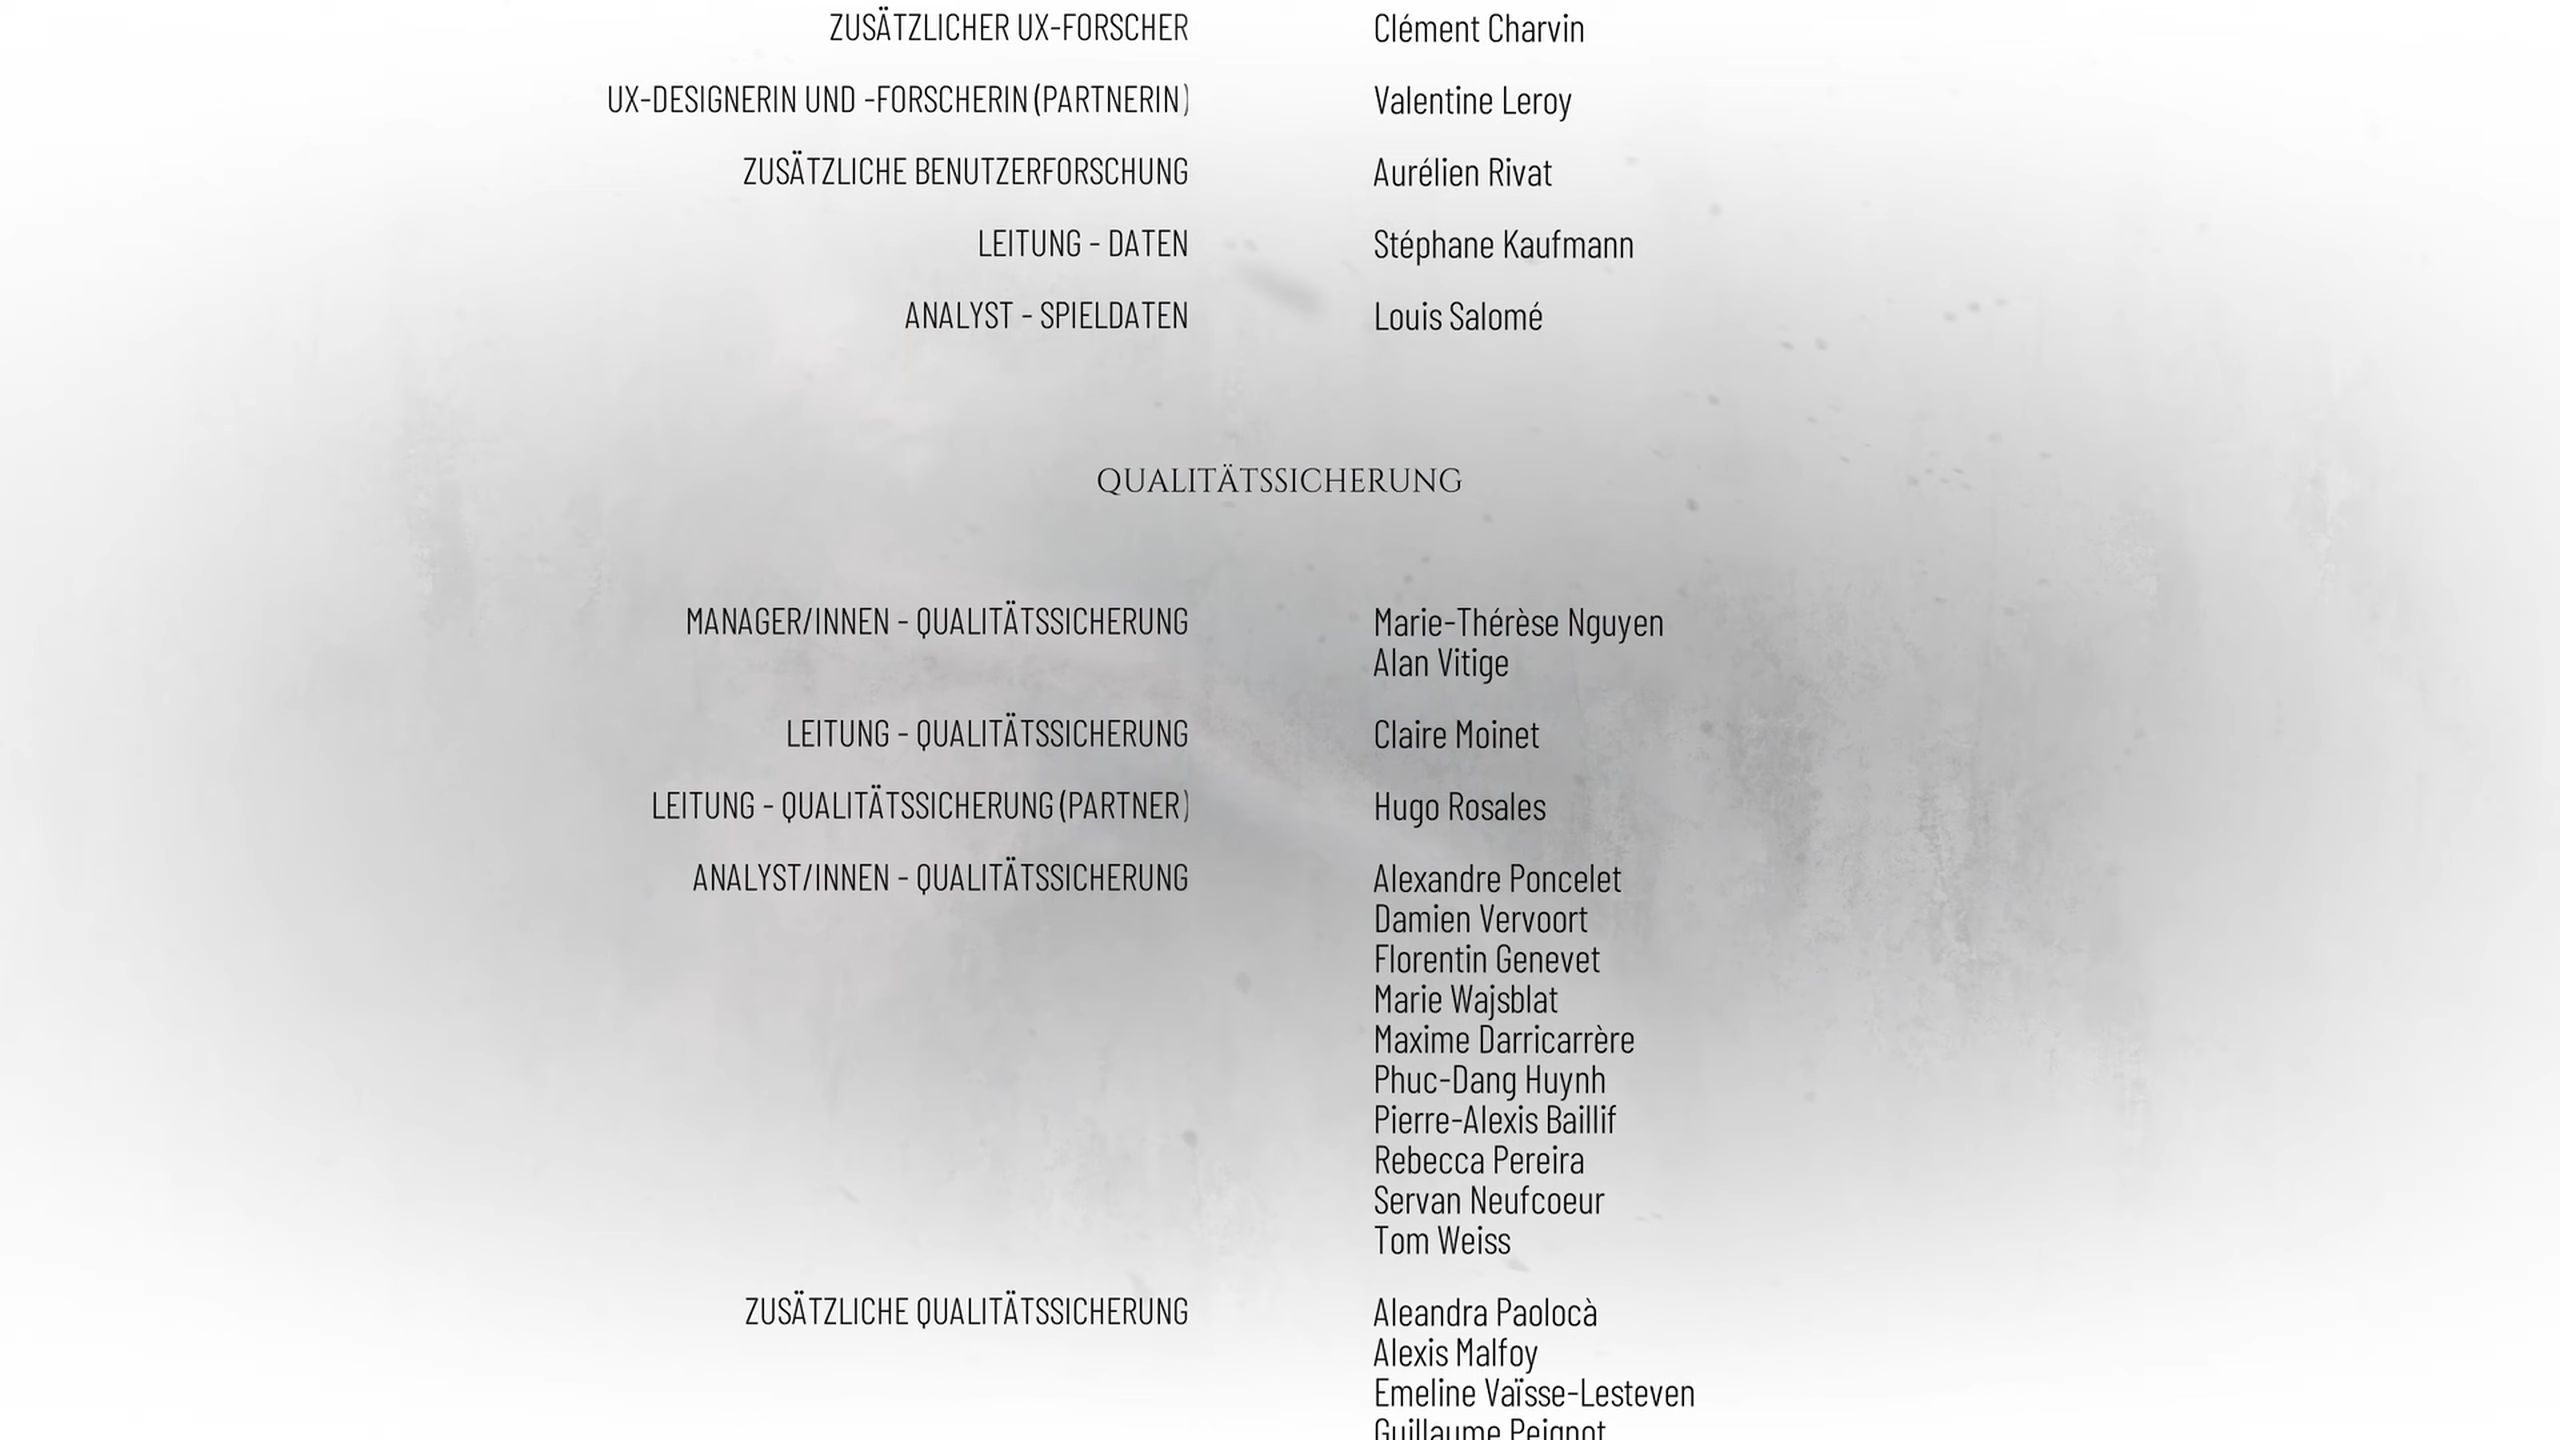 ZUSÄTZLICHER UX-FORSCHER Clément Charvin
UX-DESIGNERIN UND -FORSCHERIN (PARTNERIN) Valentine Leroy
ZUSÄTZLICHE BENUTZERFORSCHUNG Aurélien Rivat
LEITUNG - DATEN Stéphane Kaufmann
ANALYST - SPIELDATEN Louis Salomé
QUALITÄTSSICHERUNG
MANAGER/INNEN - QUALITÄTSSICHERUNG Marie-Thérèse Nguyen
Alan Vitige
LEITUNG - QUALITÄTSSICHERUNG Claire Moinet
LEITUNG - QUALITÄTSSICHERUNG (PARTNER) Hugo Rosales
ANALYST/INNEN - QUALITÄTSSICHERUNG Alexandre Poncelet
Damien Vervoort
Florentin Genevet
Marie Wajsblat
Maxime Darricarrère
Phuc-Dang Huynh
Pierre-Alexis Baillif
Rebecca Pereira
Servan Neufcoeur
Tom Weiss
ZUSÄTZLICHE QUALITÄTSSICHERUNG Aleandra Paolocà
Alexis Malfoy
Emeline Vaïsse-Lesteven
Guillaume Peignot